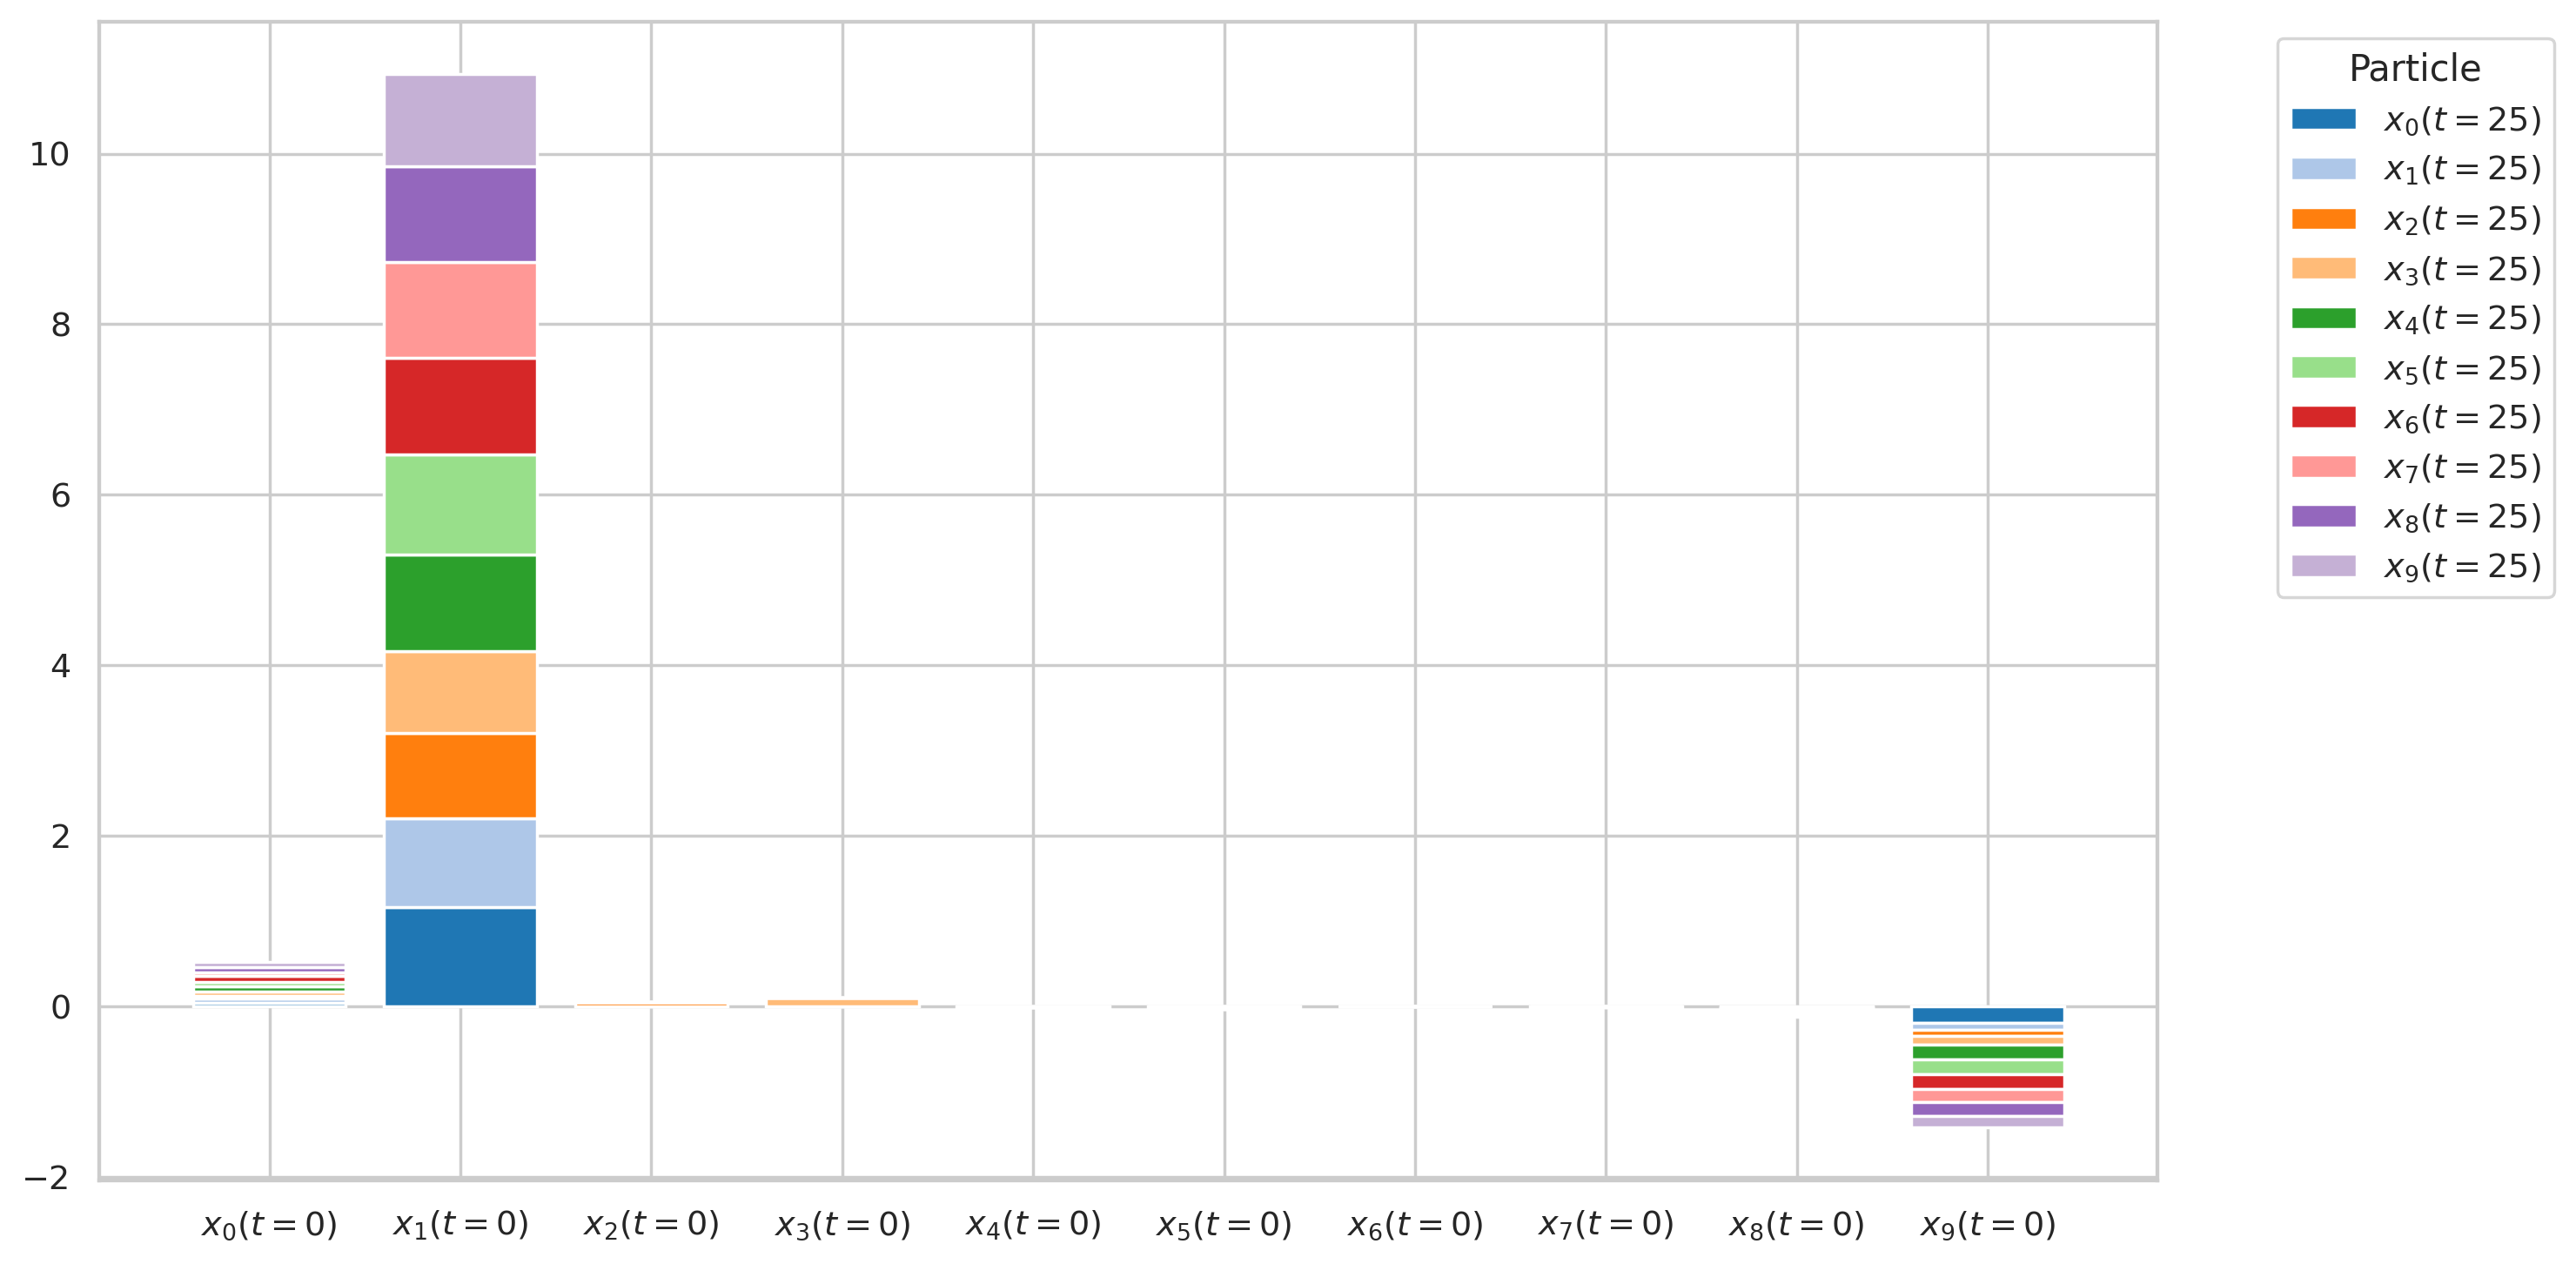 10
8
6
4
2
0
−2
x₀(t = 0) x₁(t = 0) x₂(t = 0) x₃(t = 0) x₄(t = 0) x₅(t = 0) x₆(t = 0) x₇(t = 0) x₈(t = 0) x₉(t = 0)
Particle
x₀(t = 25)
x₁(t = 25)
x₂(t = 25)
x₃(t = 25)
x₄(t = 25)
x₅(t = 25)
x₆(t = 25)
x₇(t = 25)
x₈(t = 25)
x₉(t = 25)